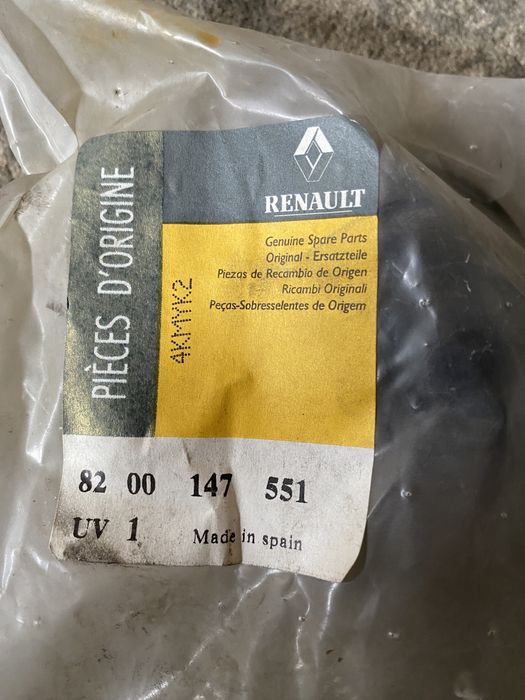 RENAULT
PIÈCES D'ORIGINE
Genuine Spare Parts
Original - Ersatzteile
Piezas de Recambio de Origen
Ricambi Originali
Peças-Sobresselentes de Origem
4KMYK2
82 00 147 551
UV 1 Made in spain